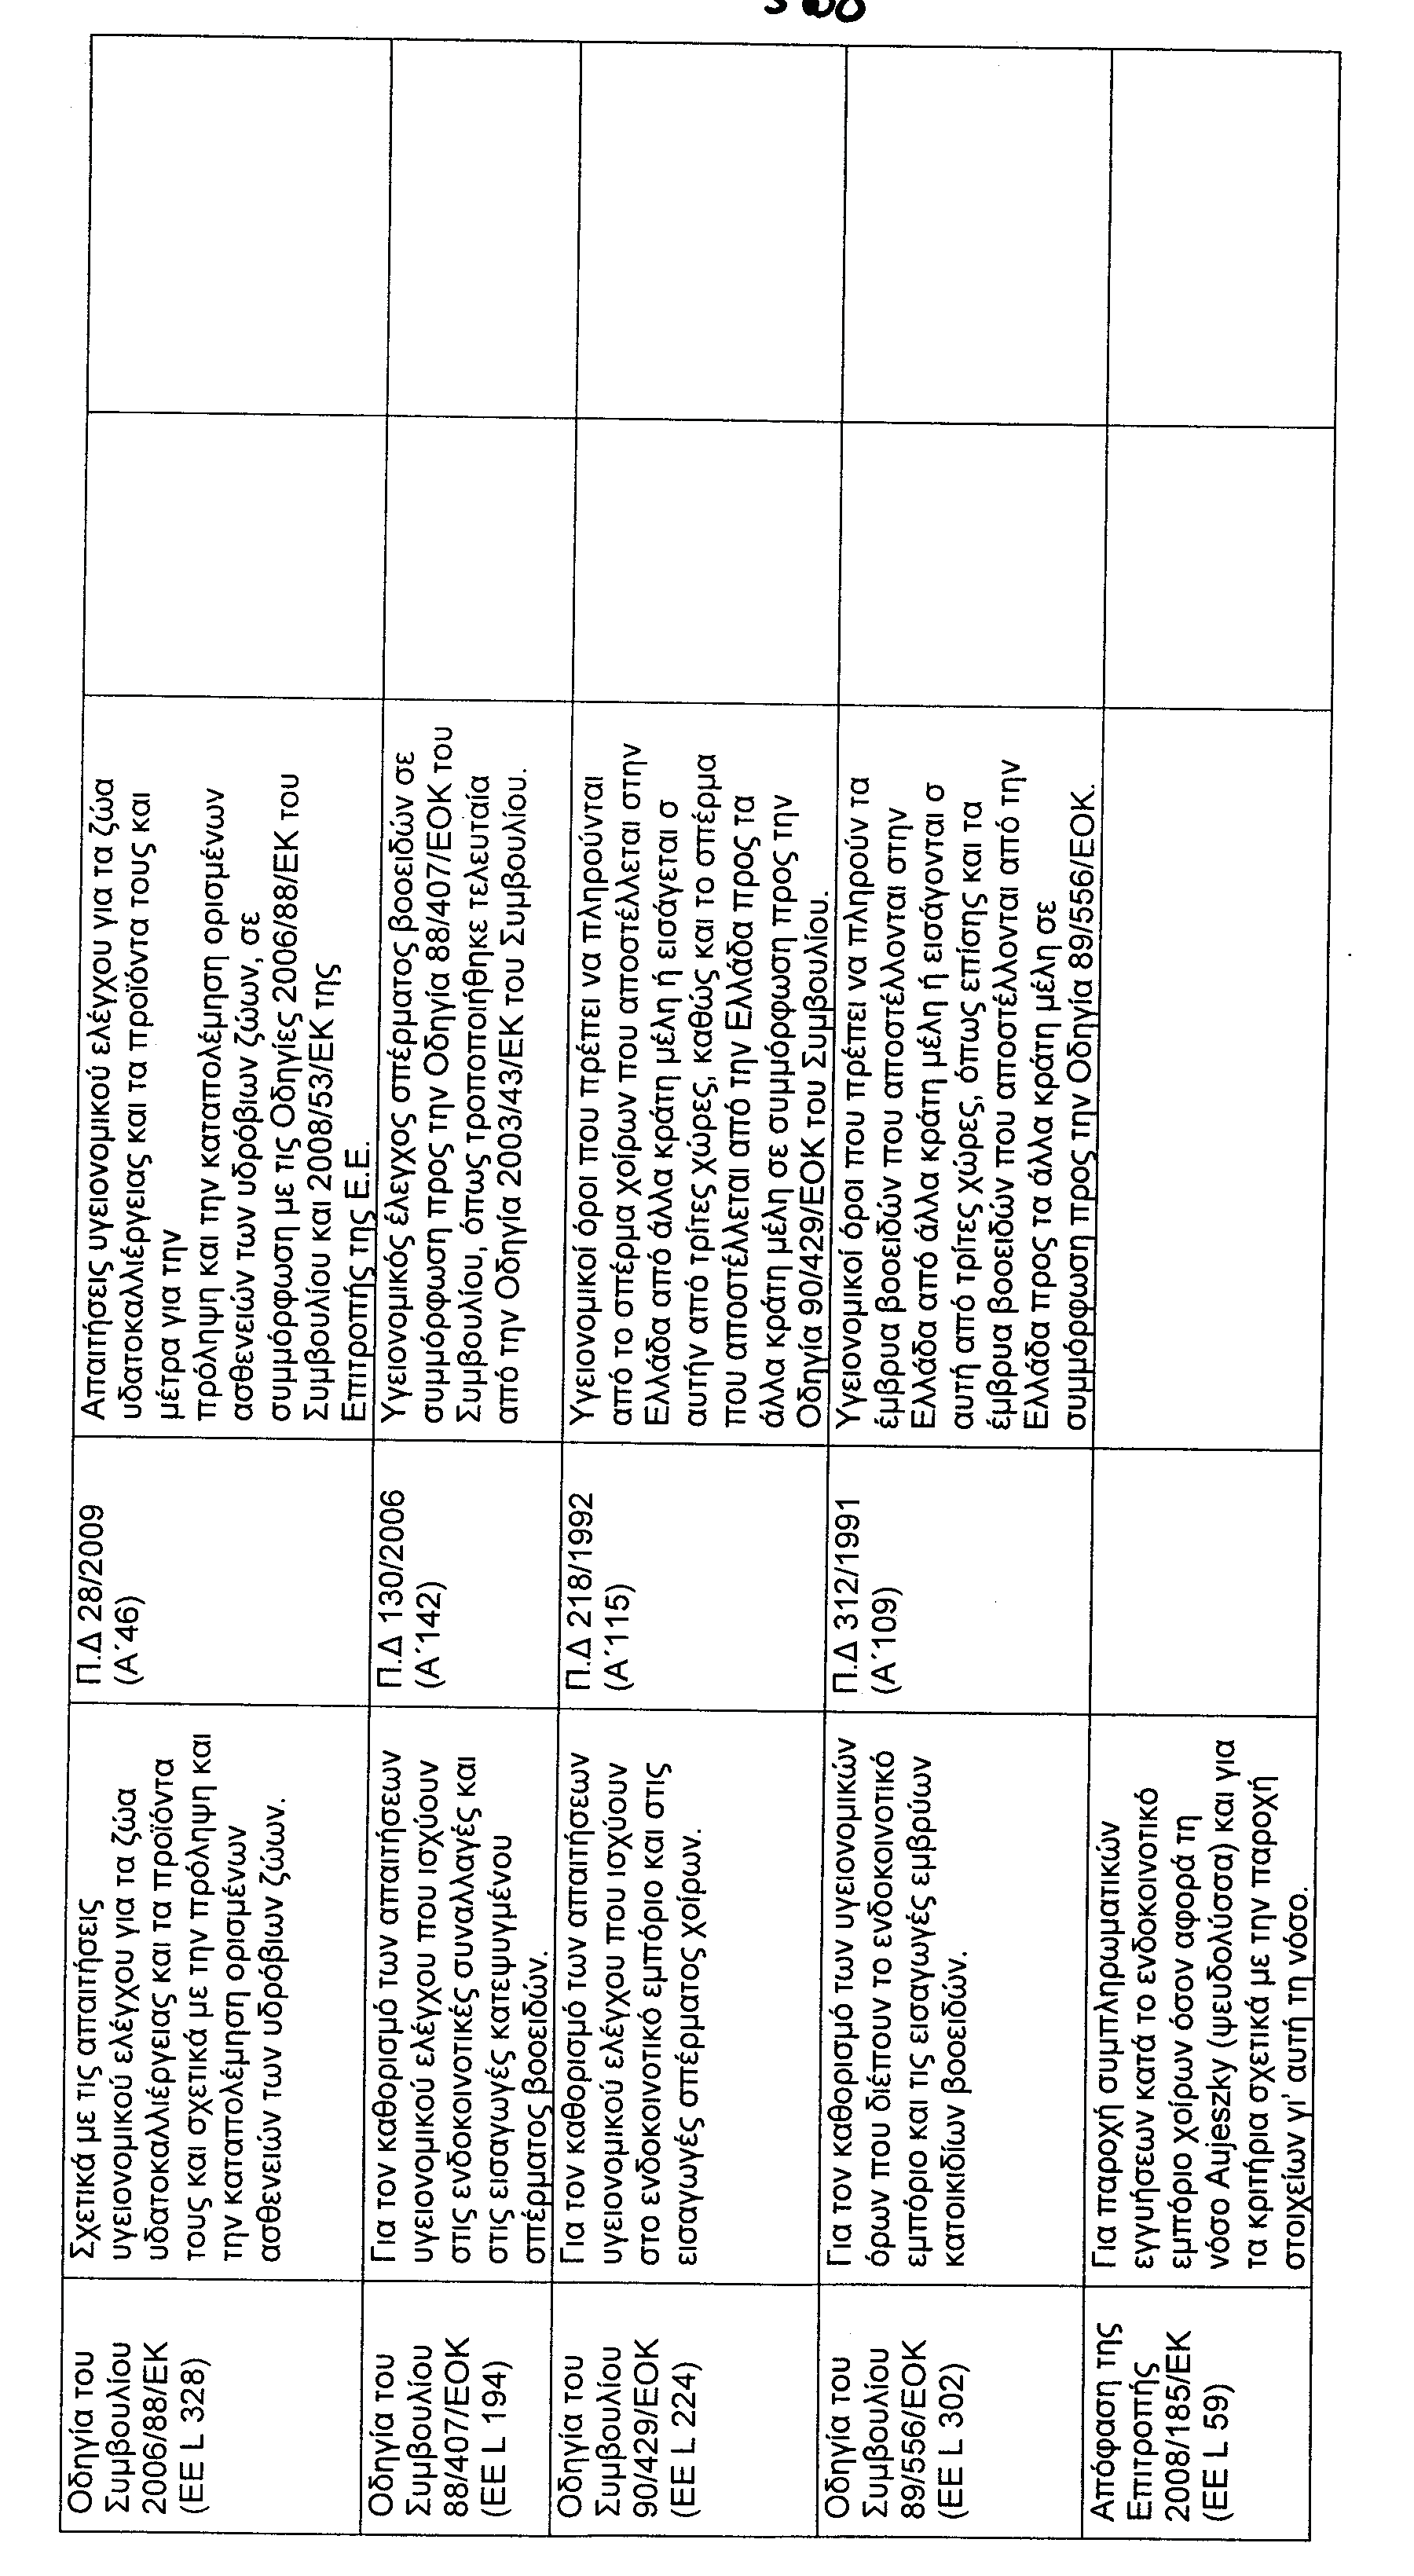 Οδηγία του
Συμβουλίου
2006/88/ΕΚ
(ΕΕ L 328)
Σχετικά με τις απαιτήσεις
υγειονομικού ελέγχου για τα ζώα
υδατοκαλλιέργειας και τα προϊόντα
τους και σχετικά με την πρόληψη και
την καταπολέμηση ορισμένων
ασθενειών των υδρόβιων ζώων.
Π.Δ 28/2009
(Α΄46)
Απαιτήσεις υγειονομικού ελέγχου για τα ζώα
υδατοκαλλιέργειας και τα προϊόντα τους και
μέτρα για την
πρόληψη και την καταπολέμηση ορισμένων
ασθενειών των υδρόβιων ζώων, σε
συμμόρφωση με τις Οδηγίες 2006/88/ΕΚ του
Συμβουλίου και 2008/53/ΕΚ της
Επιτροπής της Ε.Ε.
Οδηγία του
Συμβουλίου
88/407/ΕΟΚ
(ΕΕ L 194)
Για τον καθορισμό των απαιτήσεων
υγειονομικού ελέγχου που ισχύουν
στις ενδοκοινοτικές συναλλαγές και
στις εισαγωγές κατεψυγμένου
σπέρματος βοοειδών.
Π.Δ 130/2006
(Α΄142)
Υγειονομικός έλεγχος σπέρματος βοοειδών σε
συμμόρφωση προς την Οδηγία 88/407/ΕΟΚ του
Συμβουλίου, όπως τροποποιήθηκε τελευταία
από την Οδηγία 2003/43/ΕΚ του Συμβουλίου.
Οδηγία του
Συμβουλίου
90/429/ΕΟΚ
(ΕΕ L 224)
Για τον καθορισμό των απαιτήσεων
υγειονομικού ελέγχου που ισχύουν
στο ενδοκοινοτικό εμπόριο και στις
εισαγωγές σπέρματος χοίρων.
Π.Δ 218/1992
(Α΄115)
Υγειονομικοί όροι που πρέπει να πληρούνται
από το σπέρμα χοίρων που αποστέλλεται στην
Ελλάδα από άλλα κράτη μέλη ή εισάγεται σ
αυτήν από τρίτες χώρες, καθώς και το σπέρμα
που αποστέλλεται από την Ελλάδα προς τα
άλλα κράτη μέλη σε συμμόρφωση προς την
Οδηγία 90/429/ΕΟΚ του Συμβουλίου.
Οδηγία του
Συμβουλίου
89/556/ΕΟΚ
(ΕΕ L 302)
Για τον καθορισμό των υγειονομικών
όρων που διέπουν το ενδοκοινοτικό
εμπόριο και τις εισαγωγές εμβρύων
κατοικιδίων βοοειδών.
Π.Δ 312/1991
(Α΄109)
Υγειονομικοί όροι που πρέπει να πληρούν τα
έμβρυα βοοειδών που αποστέλλονται στην
Ελλάδα από άλλα κράτη μέλη ή εισάγονται σ
αυτή από τρίτες χώρες, όπως επίσης και τα
έμβρυα βοοειδών που αποστέλλονται από την
Ελλάδα προς τα άλλα κράτη μέλη σε
συμμόρφωση προς την Οδηγία 89/556/ΕΟΚ.
Απόφαση της
Επιτροπής
2008/185/ΕΚ
(ΕΕ L 59)
Για παροχή συμπληρωματικών
εγγυήσεων κατά το ενδοκοινοτικό
εμπόριο χοίρων όσον αφορά τη
νόσο Aujeszky (ψευδολύσσα) και για
τα κριτήρια σχετικά με την παροχή
στοιχείων γι' αυτή τη νόσο.